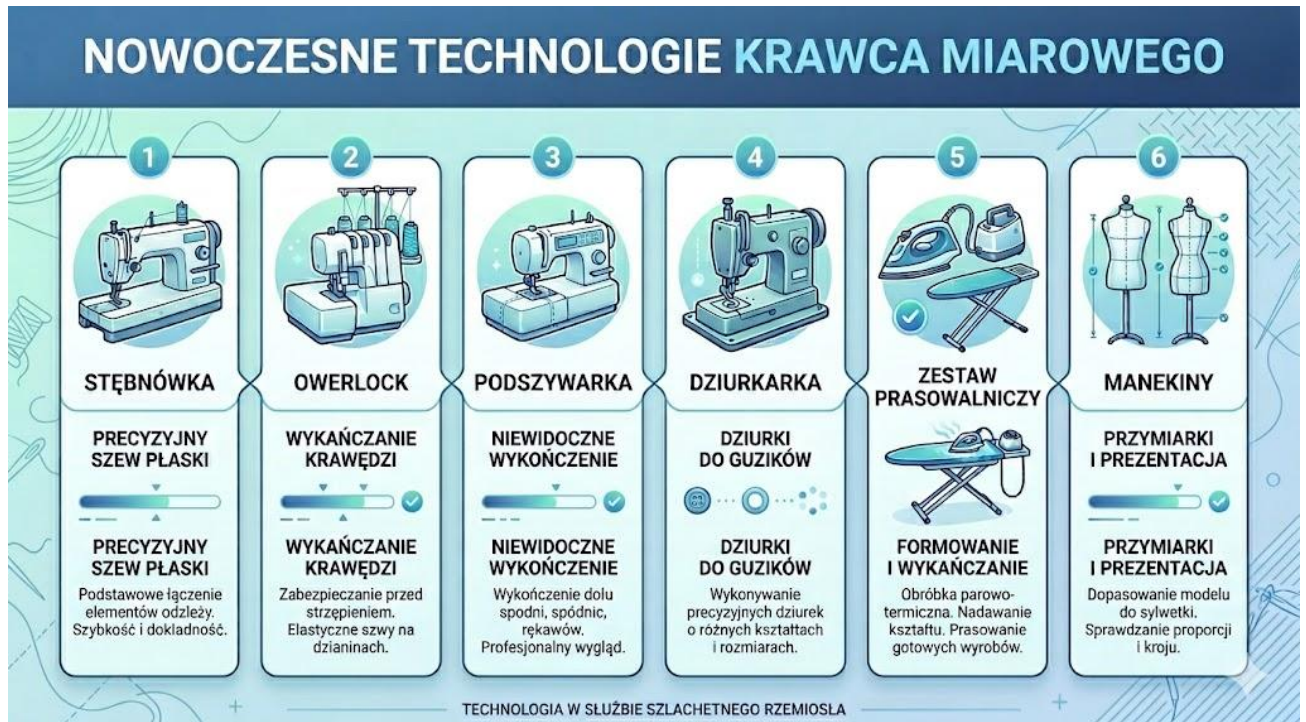 NOWOCZESNE TECHNOLOGIE KRAWCA MIAROWEGO
1
STĘBNÓWKA
PRECYZYJNY
SZEW PŁASKI
PRECYZYJNY
SZEW PŁASKI
Podstawowe łączenie
elementów odzleży.
Szybkość i dokladność.
2
OWERLOCK
WYKAŃCZANIE
KRAWĘDZI
WYKAŃCZANIE
KRAWĘDZI
Zabezpieczanie przed
strzępieniem.
Elastyczne szwy na
dzianinach.
3
PODSZYWARKA
NIEWIDOCZNE
WYKOŃCZENIE
NIEWIDOCZNE
WYKOŃCZENIE
Wykończenie dolu
spodni, spódnic,
rękawów.
Profesjonalny wygląd.
4
DZIURKARKA
DZIURKI
DO GUZIKÓW
DZIURKI
DO GUZIKÓW
Wykonywanie
precyzyjnych dziurek
o różnych kształtach
i rozmiarach.
5
ZESTAW
PRASOWALNICZY
FORMOWANIE
I WYKAŃCZANIE
Obróbka parowo-
termiczna. Nadawanie
kształtu. Prasowanie
gotowych wyrobów.
6
MANEKINY
PRZYMIARKI
I PREZENTACJA
PRZYMIARKI
I PREZENTACJA
Dopasowanie modelu
do sylwetki.
Sprawdzanie proporcji
i kroju.
TECHNOLOGIA W SŁUŻBIE SZLACHETNEGO RZEMIOSŁA